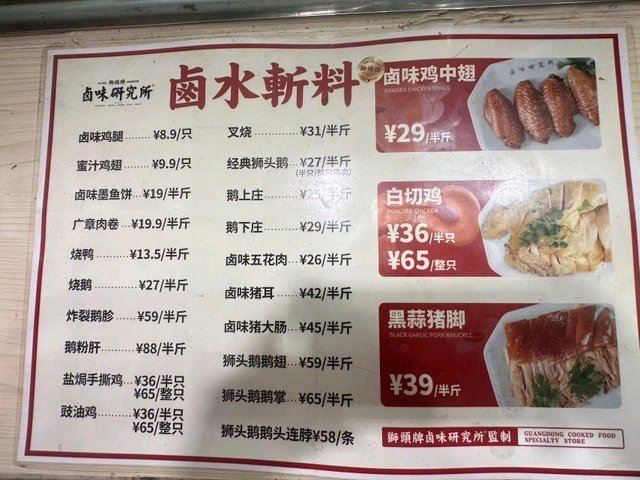 卤味研究所
鹵水斬料
卤味鸡腿......¥8.9/只
蜜汁鸡翅......¥9.9/只
卤味墨鱼饼...¥19/半斤
广章肉卷...¥19.9/半斤
烧鸭......¥13.5/半斤
烧鹅......¥27/半斤
炸裂鹅胗......¥59/半斤
鹅粉肝......¥88/半斤
盐焗手撕鸡...¥36/半只
¥65/整只
豉油鸡......¥36/半只
¥65/整只
叉烧......¥31/半斤
经典狮头鹅...¥27/半斤
鹅上庄......¥25/半斤
鹅下庄......¥29/半斤
卤味五花肉...¥26/半斤
卤味猪耳......¥42/半斤
卤味猪大肠...¥45/半斤
狮头鹅鹅翅...¥59/半斤
狮头鹅鹅掌...¥65/半斤
狮头鹅鹅头连脖¥58/条
卤味鸡中翅
BRAISED CHICKEN WINGS
¥29/半斤
白切鸡
POACHED CHICKEN
¥36/半只
¥65/整只
黑蒜猪脚
BLACK GARLIC PORK KNUCKLE
¥39/半斤
獅頭牌卤味研究所®監制
GUANGDONG COOKED FOOD
SPECIALTY STORE